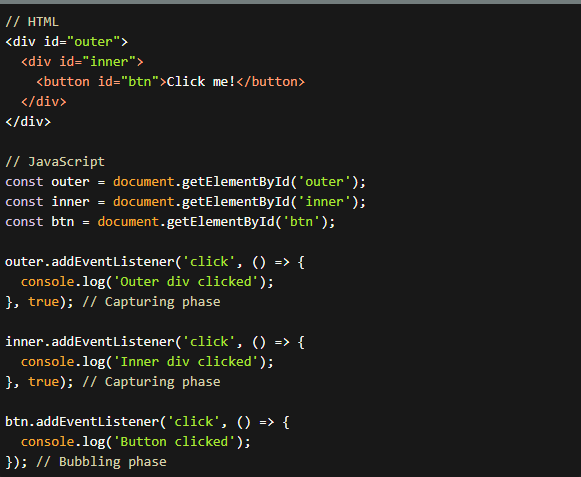 // HTML
<div id="outer">
  <div id="inner">
    <button id="btn">Click me!</button>
  </div>
</div>
// JavaScript
const outer = document.getElementById('outer');
const inner = document.getElementById('inner');
const btn = document.getElementById('btn');
outer.addEventListener('click', () => {
  console.log('Outer div clicked');
}, true); // Capturing phase
inner.addEventListener('click', () => {
  console.log('Inner div clicked');
}, true); // Capturing phase
btn.addEventListener('click', () => {
  console.log('Button clicked');
}); // Bubbling phase